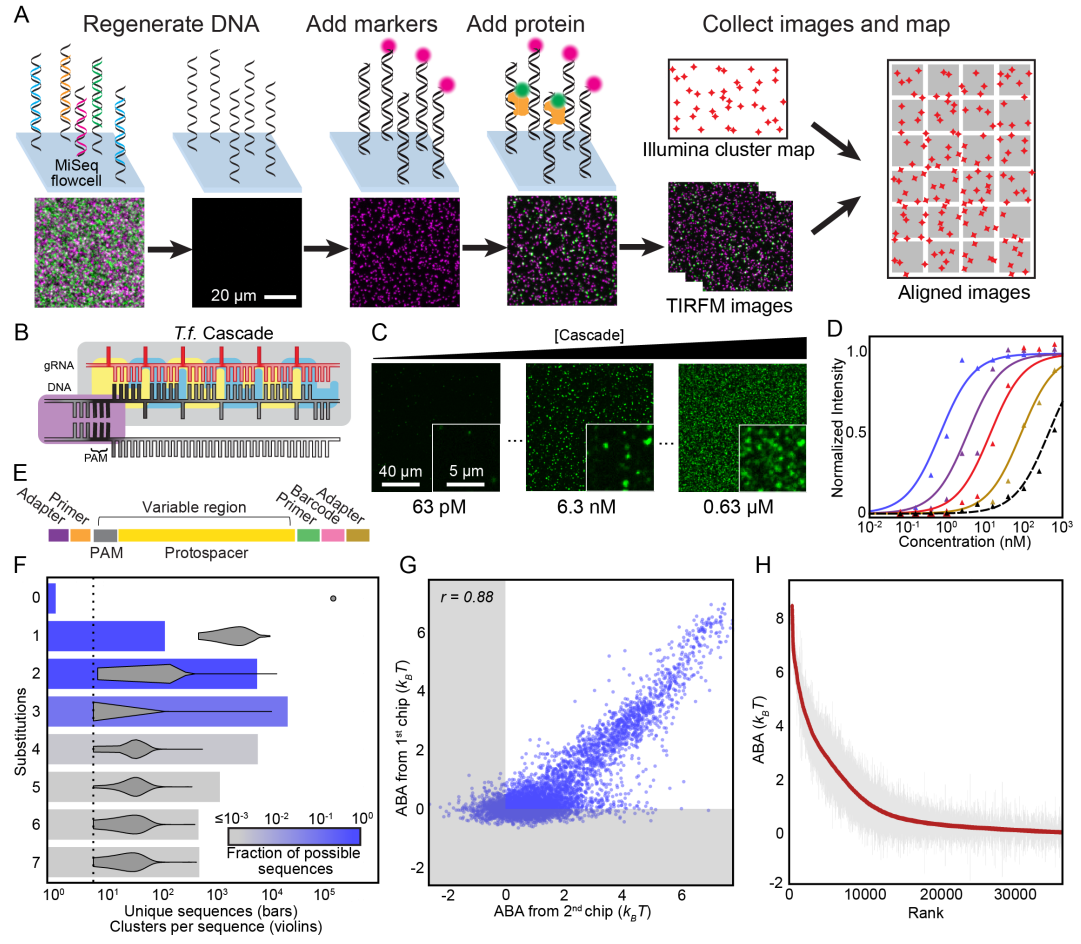 A
Regenerate DNA
Add markers
Add protein
Collect images and map
MiSeq
flowcell
Illumina cluster map
20 µm
TIRFM images
Aligned images
B
T.f. Cascade
gRNA
DNA
PAM
C
[Cascade]
40 µm
5 µm
...
...
63 pM
6.3 nM
0.63 µM
D
Normalized Intensity
1.0
0.5
0
10-2
10-1
100
101
102
103
Concentration (nM)
E
Adapter
Primer
Variable region
Primer
Barcode
Adapter
PAM
Protospacer
F
Substitutions
0
1
2
3
4
5
6
7
≤10-3
10-2
10-1
100
Fraction of possible
sequences
100
101
102
103
104
105
Unique sequences (bars)
Clusters per sequence (violins)
G
r = 0.88
ABA from 1st chip (kBT)
6
4
2
0
-2
-2
0
2
4
6
ABA from 2nd chip (kBT)
H
ABA (kBT)
8
6
4
2
0
-2
0
10000
20000
30000
Rank